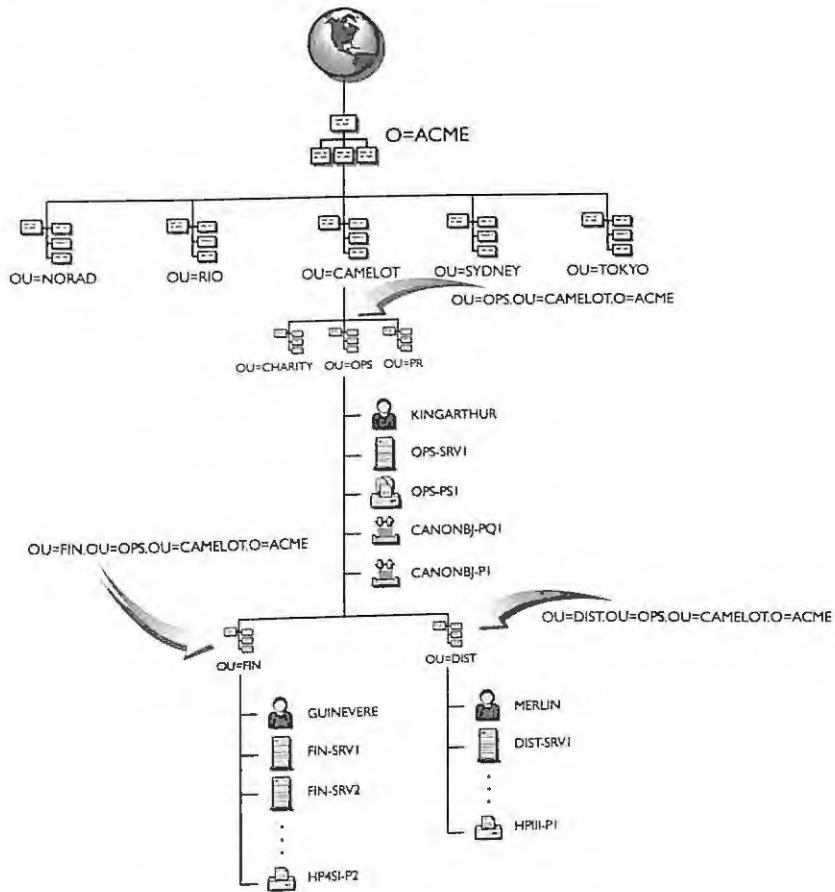 O=ACME
OU=NORAD
OU=RIO
OU=CAMELOT
OU=SYDNEY
OU=TOKYO
OU=OPS.OU=CAMELOT.O=ACME
OU=CHARITY
OU=OPS
OU=PR
KINGARTHUR
OPS-SRV1
OPS-PS1
CANONBJ-PQ1
CANONBJ-P1
OU=FIN.OU=OPS.OU=CAMELOT.O=ACME
OU=DIST.OU=OPS.OU=CAMELOT.O=ACME
OU=FIN
OU=DIST
GUINEVERE
FIN-SRV1
FIN-SRV2
HP4SI-P2
MERLIN
DIST-SRV1
HPIII-P1